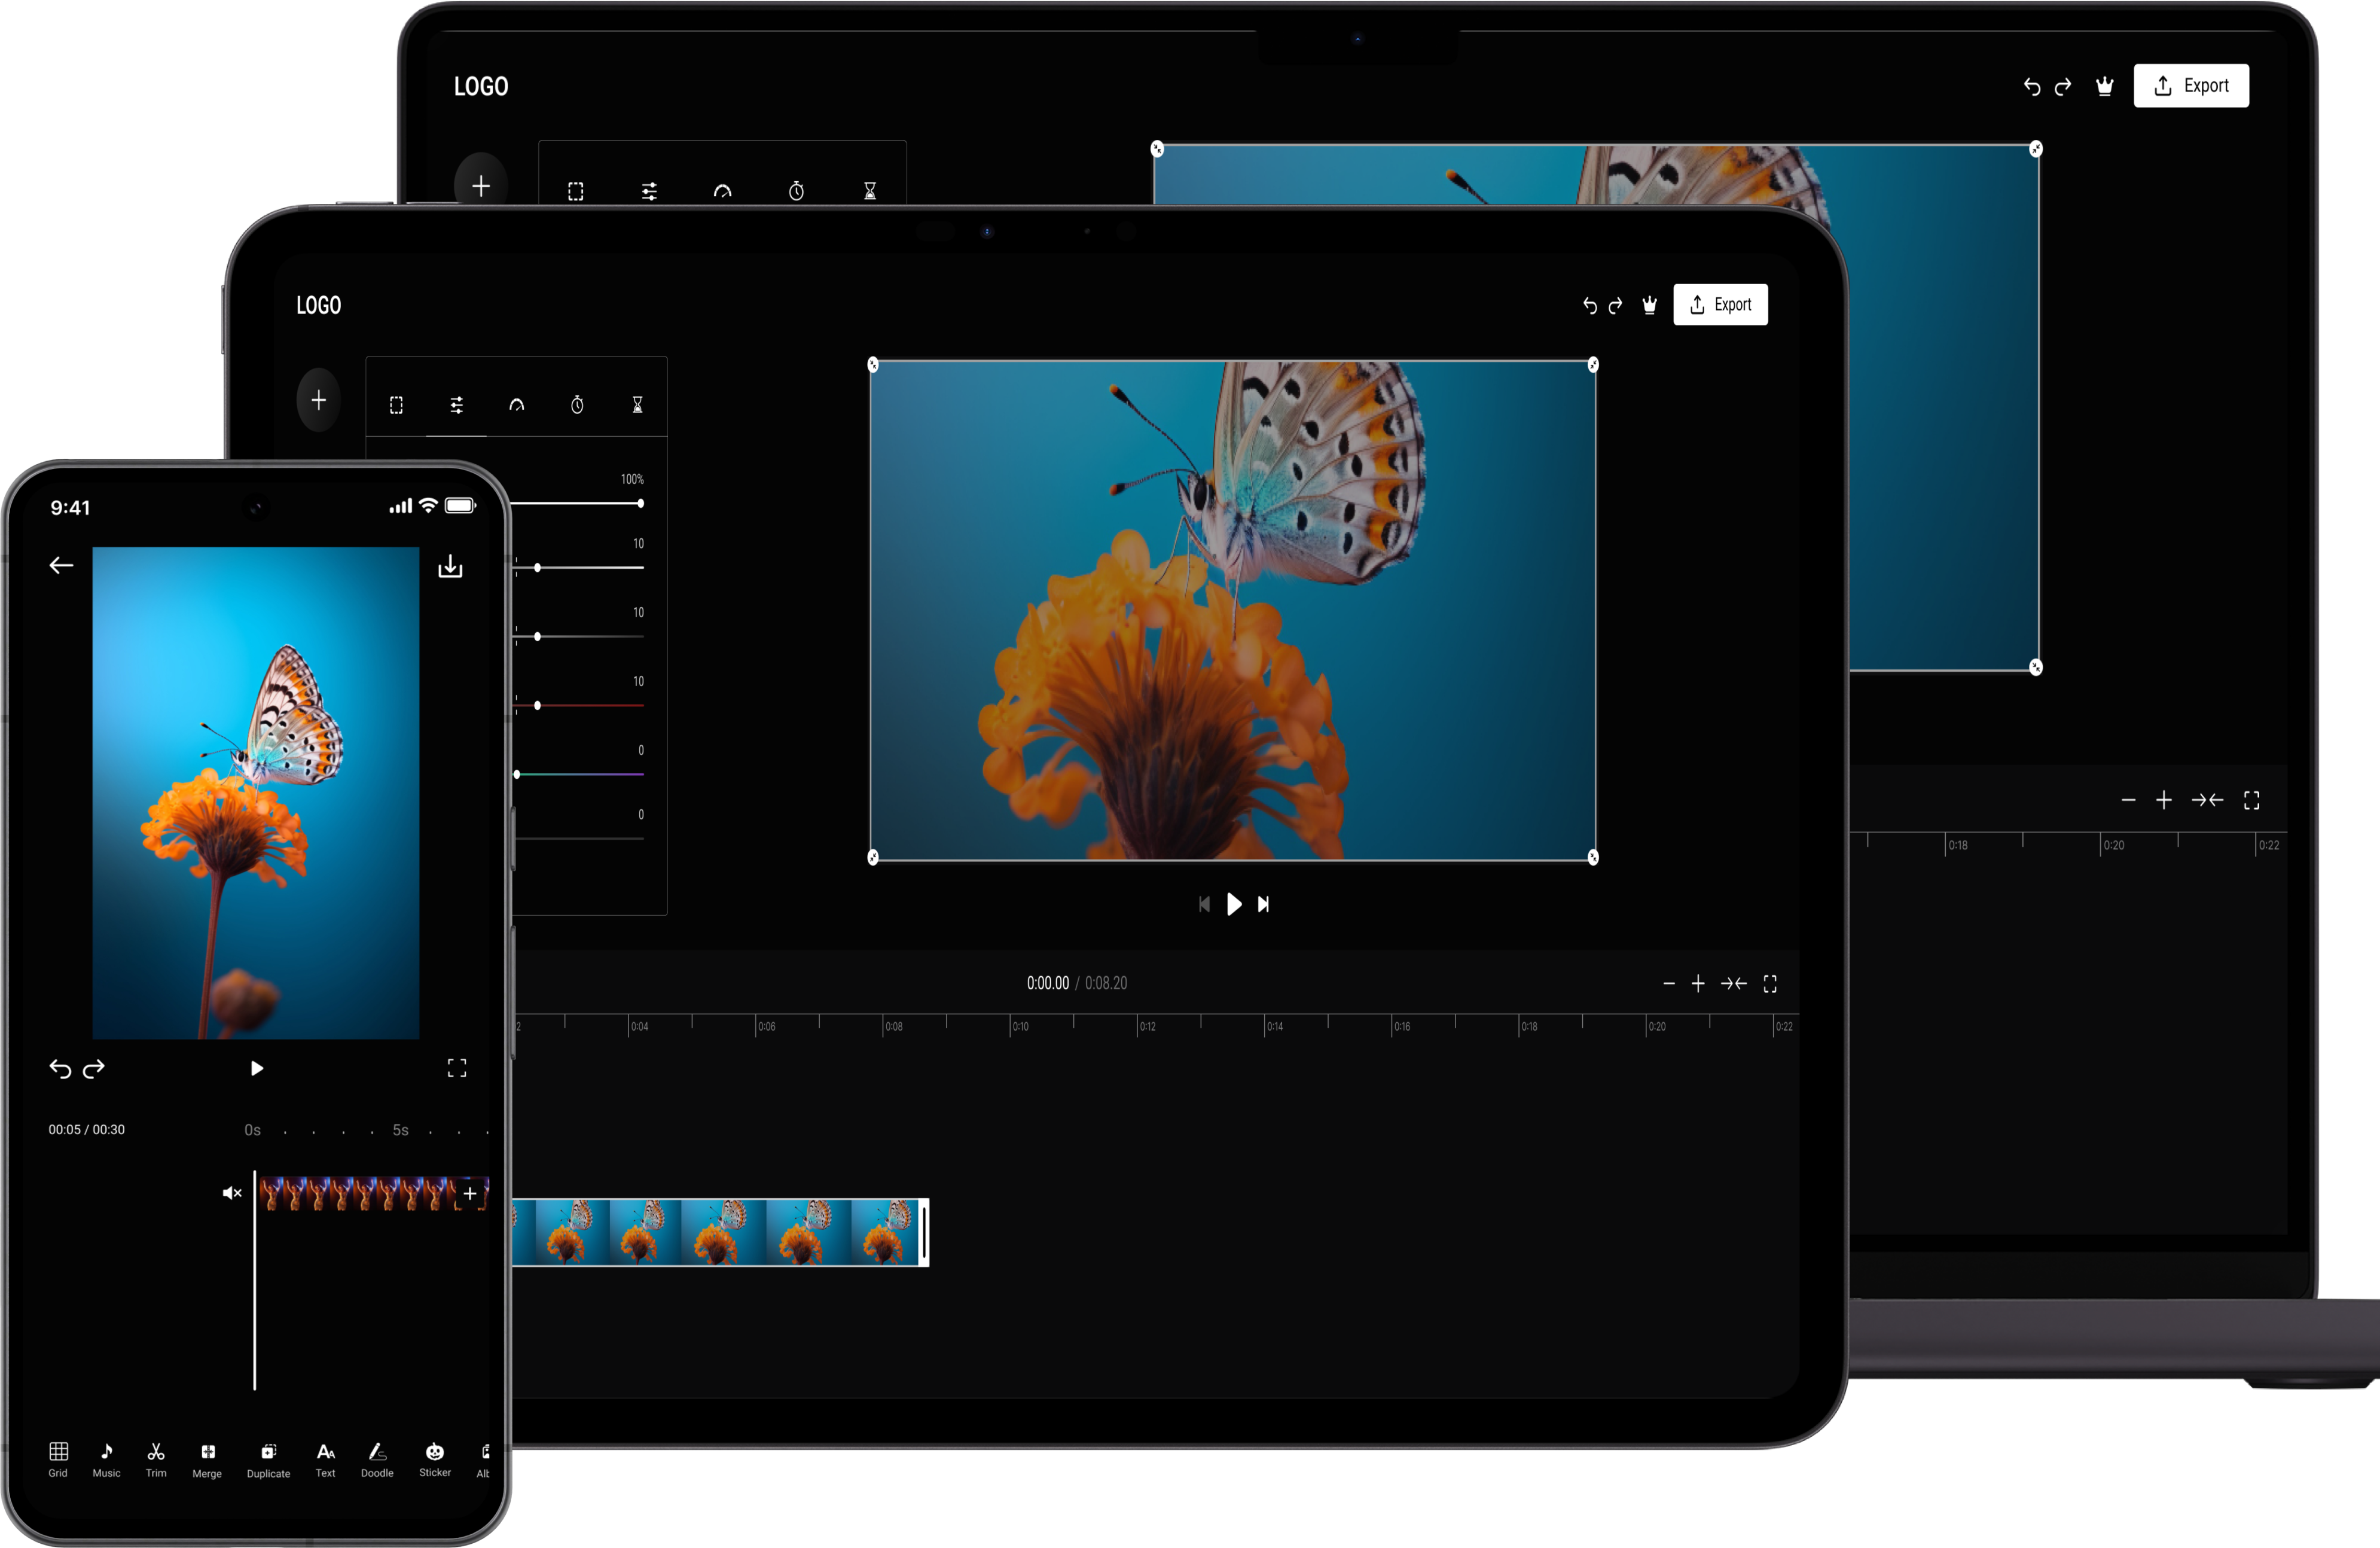 LOGO
Export
0:18 0:20 0:22
LOGO
Export
100%
10
10
10
0
0
0:00.00 / 0:08.20
2 0:04 0:06 0:08 0:10 0:12 0:14 0:16 0:18 0:20 0:22
9:41
00:05 / 00:30 0s 5s
Grid Music Trim Merge Duplicate Text Doodle Sticker Alb